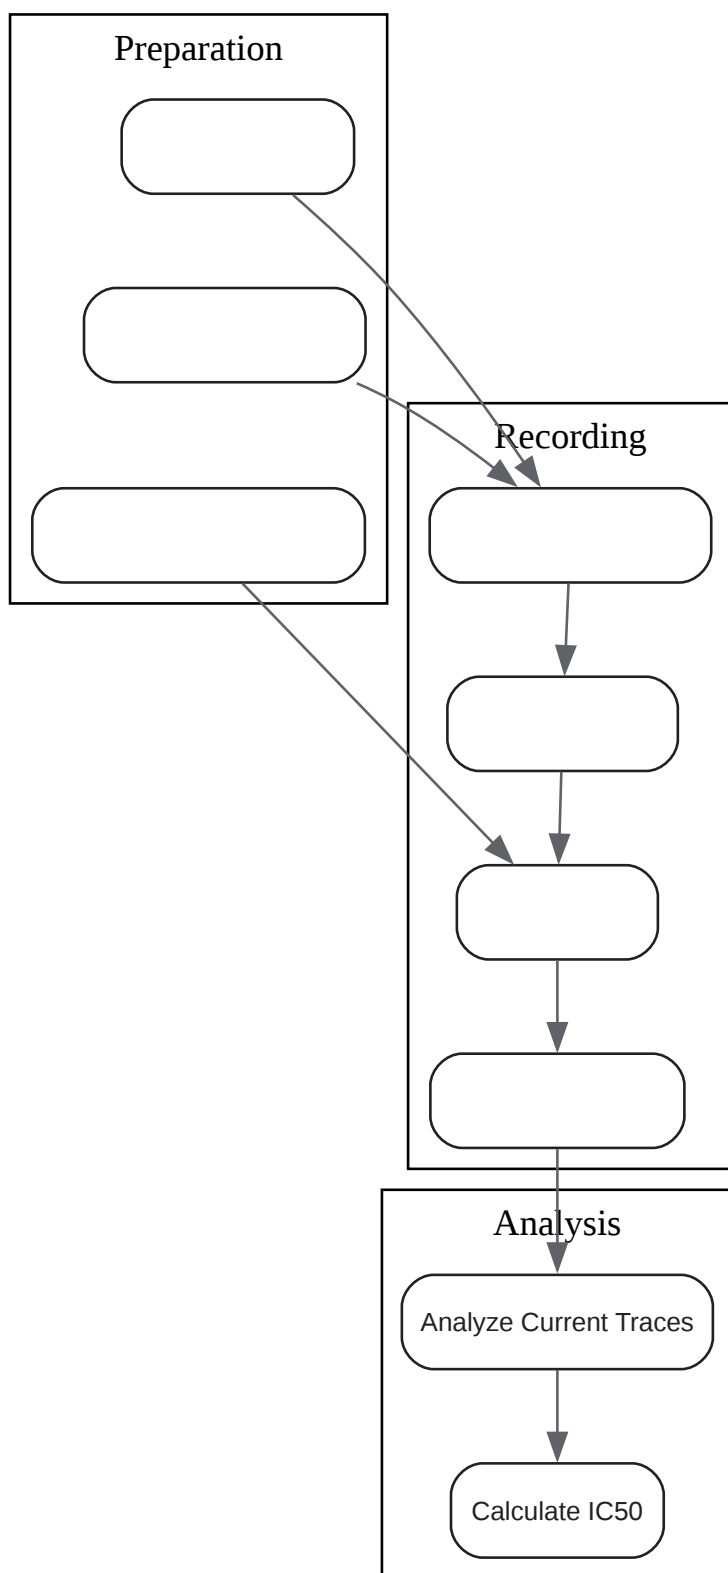 Preparation
Recording
Analysis
Analyze Current Traces
Calculate IC50